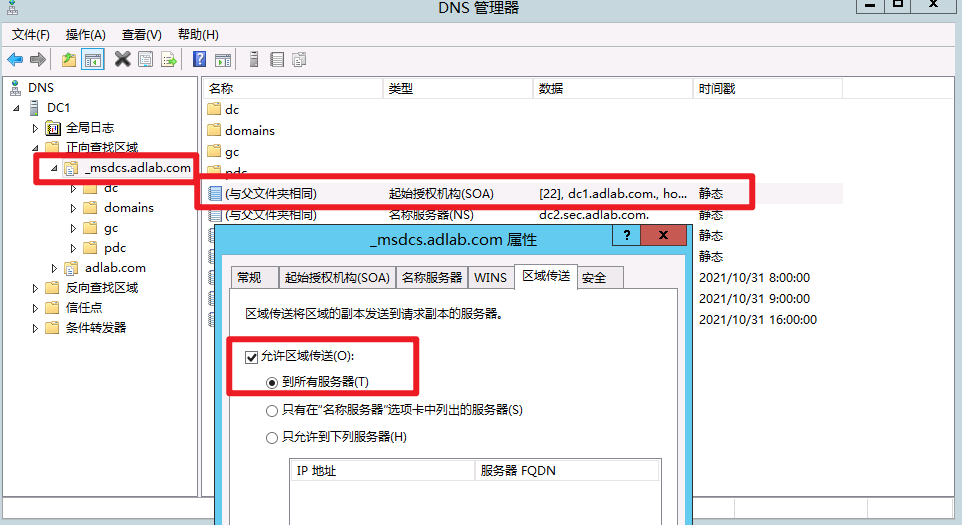 DNS 管理器
文件(F) 操作(A) 查看(V) 帮助(H)
DNS
DC1
全局日志
正向查找区域
_msdcs.adlab.com
dc
domains
gc
pdc
adlab.com
反向查找区域
信任点
条件转发器
名称 类型 数据 时间戳
dc
domains
gc
pdc
(与父文件夹相同) 起始授权机构(SOA) [22], dc1.adlab.com., ho... 静态
(与父文件夹相同) 名称服务器(NS) dc2.sec.adlab.com. 静态
静态
静态
2021/10/31 8:00:00
2021/10/31 9:00:00
2021/10/31 16:00:00
_msdcs.adlab.com 属性
? x
常规 起始授权机构(SOA) 名称服务器 WINS 区域传送 安全
区域传送将区域的副本发送到请求副本的服务器。
允许区域传送(O):
到所有服务器(T)
只有在"名称服务器"选项卡中列出的服务器(S)
只允许到下列服务器(H)
IP 地址 服务器 FQDN